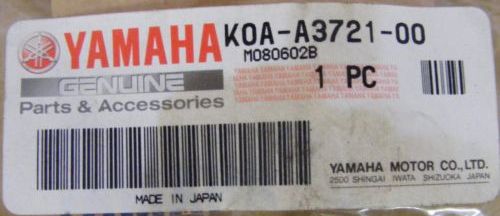 YAMAHA K0A-A3721-00
M080602B
GENUINE
Parts & Accessories
1 PC
MADE IN JAPAN
YAMAHA MOTOR CO.,LTD.
2500 SHINGAI IWATA SHIZUOKA JAPAN